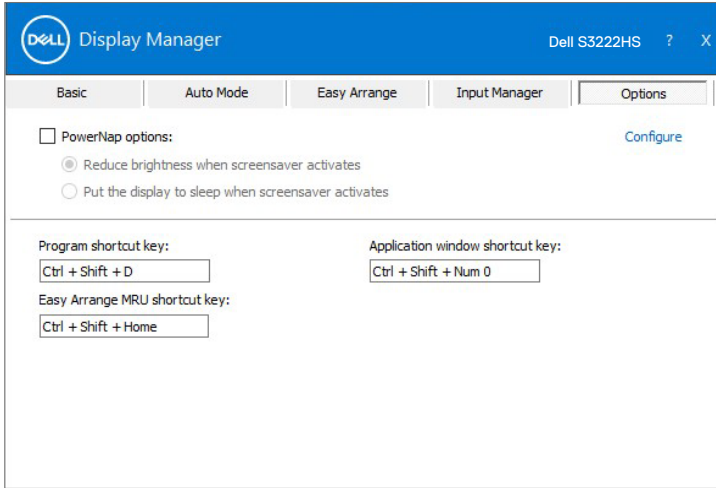 DELL Display Manager Dell S3222HS ? X
Basic Auto Mode Easy Arrange Input Manager Options
PowerNap options: Configure
Reduce brightness when screensaver activates
Put the display to sleep when screensaver activates
Program shortcut key: Application window shortcut key:
Ctrl + Shift + D Ctrl + Shift + Num 0
Easy Arrange MRU shortcut key:
Ctrl + Shift + Home